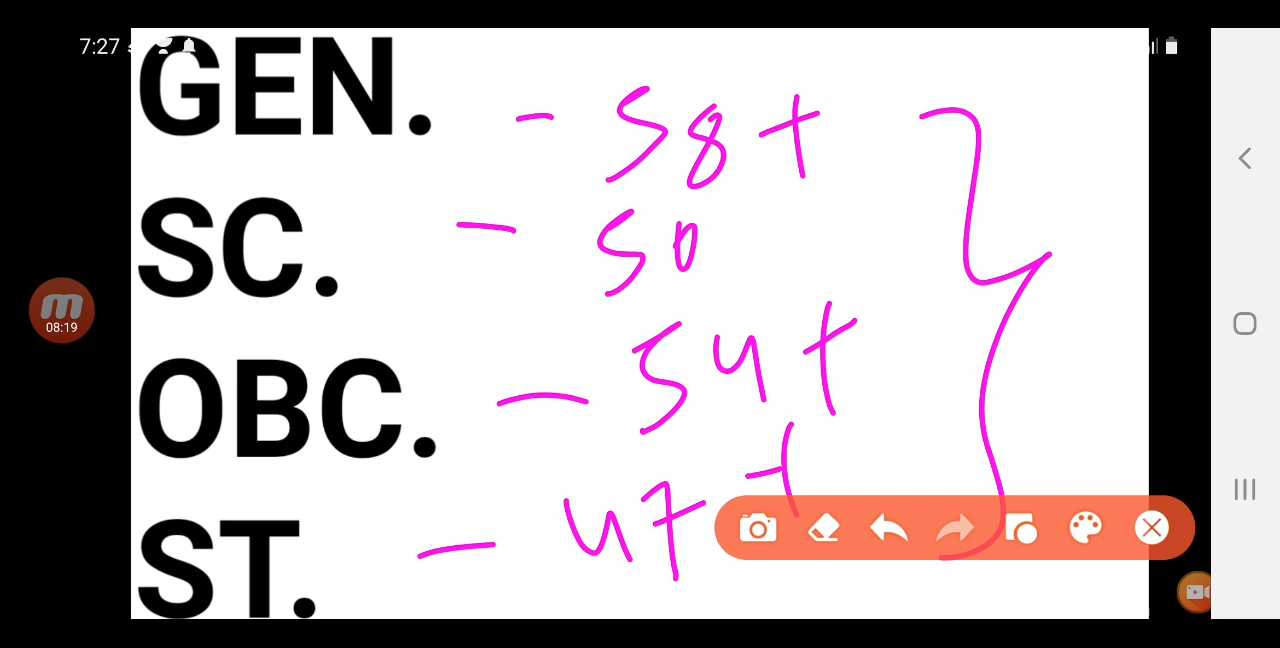 7:27
GEN. - 58+
SC. - 50
08:19
OBC. - 54+
ST. - 47+